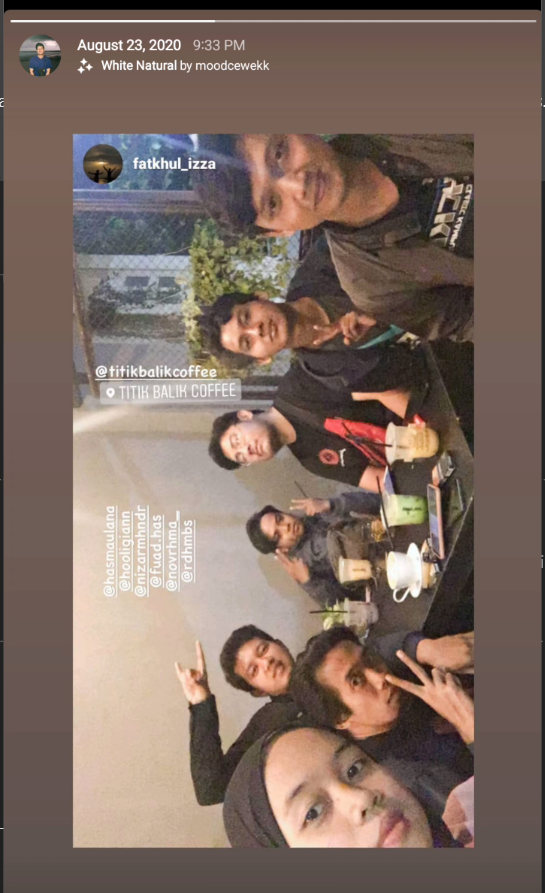 August 23, 2020 9:33 PM
White Natural by moodcewekk
fatkhul_izza
@titikbalikcoffee
TITIK BALIK COFFEE
@hasmaulana
@hooligiann
@nizarmhndr
@fuad.has
@novrhma_
@rdhmbs